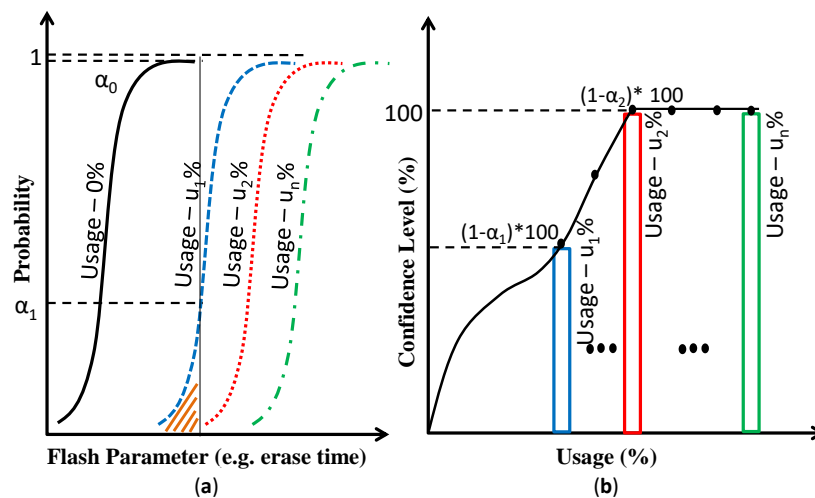 1
α₀
α₁
Probability
Usage – 0%
Usage – u₁%
Usage – u₂%
Usage – uₙ%
Flash Parameter (e.g. erase time)
(a)
100
(1-α₂)* 100
(1-α₁)*100
Confidence Level (%)
Usage – u₁%
Usage – u₂%
Usage – uₙ%
Usage (%)
(b)